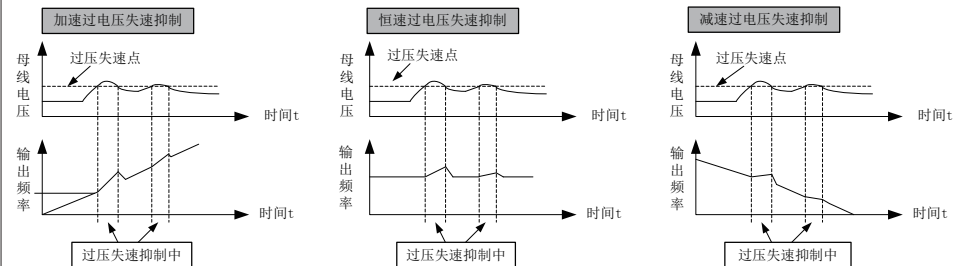 加速过电压失速抑制
母线电压
过压失速点
时间t
输出频率
时间t
过压失速抑制中
恒速过电压失速抑制
母线电压
过压失速点
时间t
输出频率
时间t
过压失速抑制中
减速过电压失速抑制
母线电压
过压失速点
时间t
输出频率
时间t
过压失速抑制中